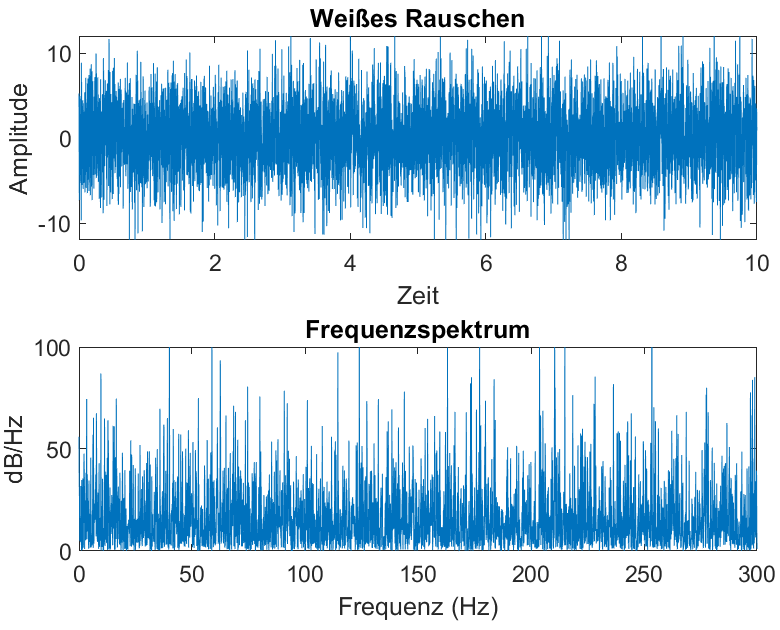 Weißes Rauschen
Amplitude
10
0
-10
0 2 4 6 8 10
Zeit
Frequenzspektrum
dB/Hz
100
50
0
0 50 100 150 200 250 300
Frequenz (Hz)